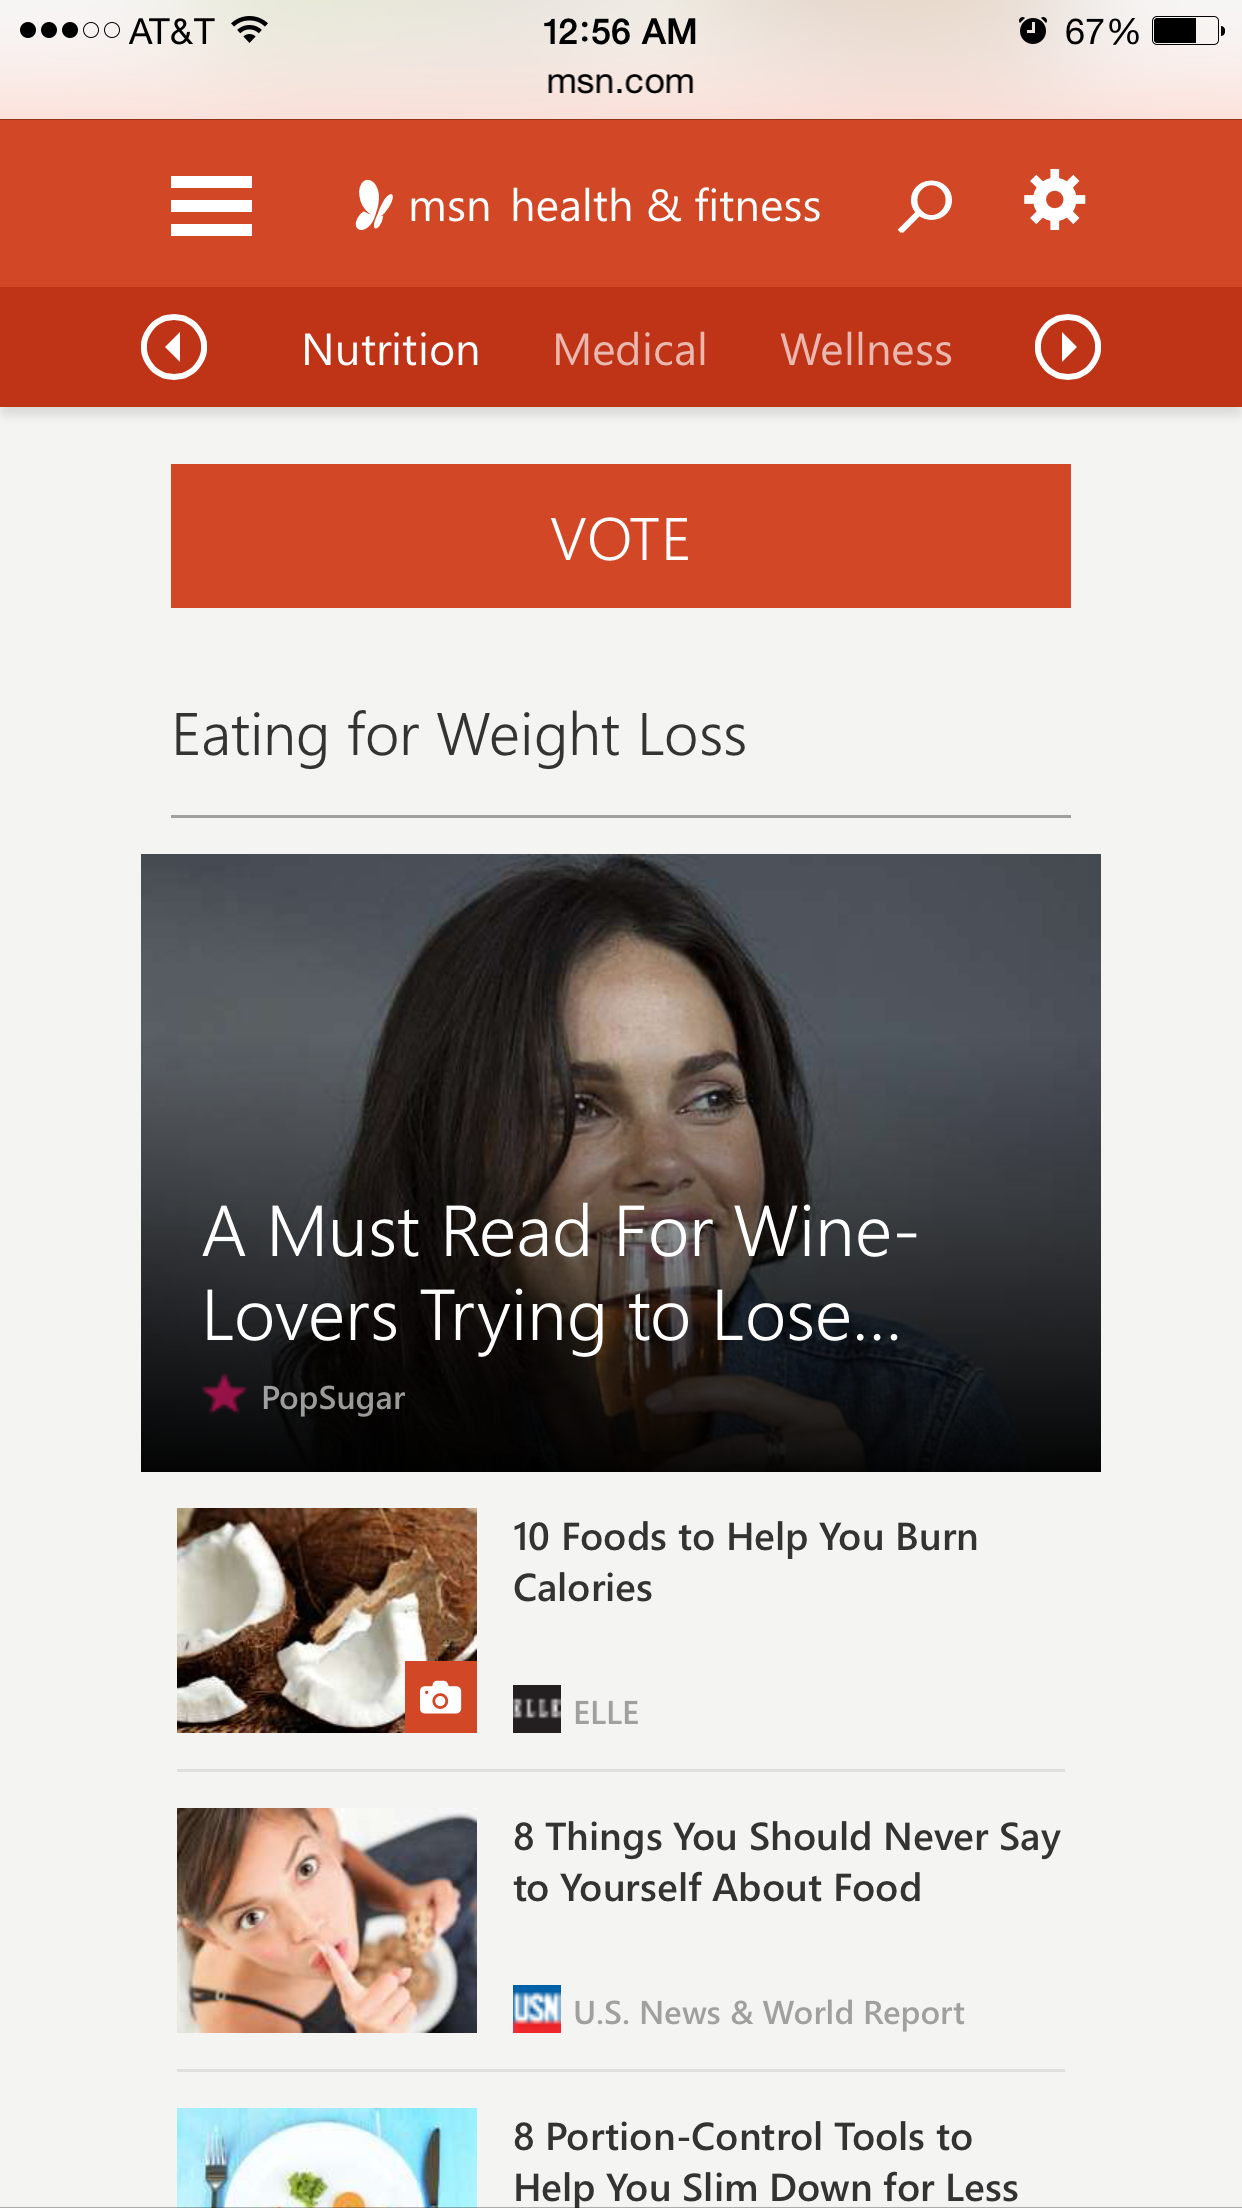 AT&T 12:56 AM 67%
msn.com
msn health & fitness
Nutrition Medical Wellness
VOTE
Eating for Weight Loss
A Must Read For Wine-
Lovers Trying to Lose...
PopSugar
10 Foods to Help You Burn
Calories
ELLE ELLE
8 Things You Should Never Say
to Yourself About Food
USN U.S. News & World Report
8 Portion-Control Tools to
Help You Slim Down for Less